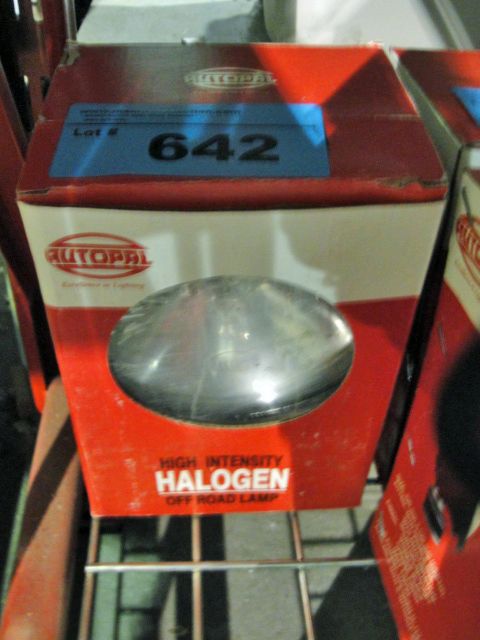 AUTOPAL
Lot #
642
AUTOPAL
Excellence in Lighting
HIGH INTENSITY
HALOGEN
OFF ROAD LAMP